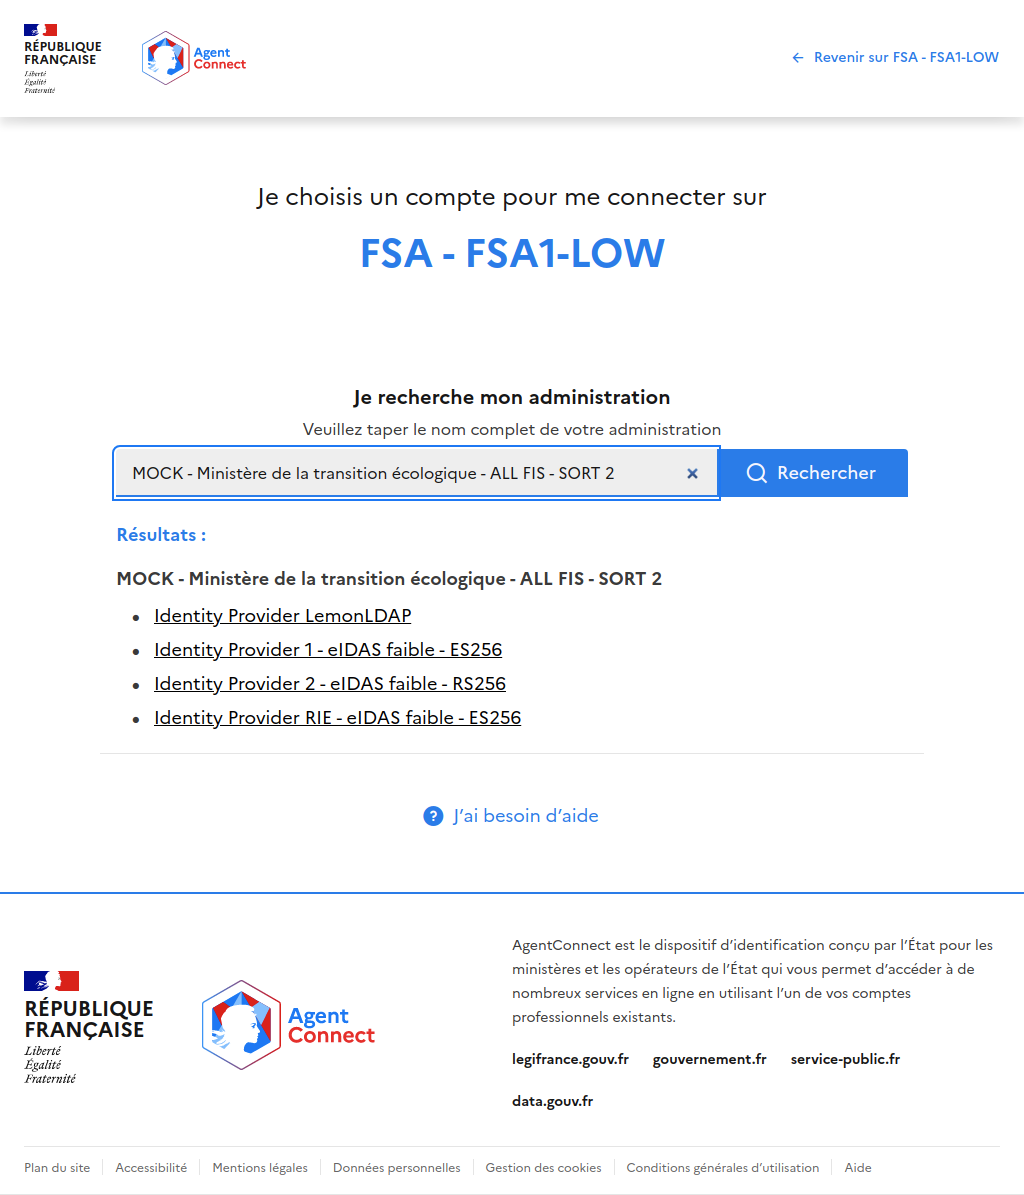 RÉPUBLIQUE
FRANÇAISE
Liberté
Égalité
Fraternité
Agent
Connect
Revenir sur FSA - FSA1-LOW
Je choisis un compte pour me connecter sur
FSA - FSA1-LOW
Je recherche mon administration
Veuillez taper le nom complet de votre administration
MOCK - Ministère de la transition écologique - ALL FIS - SORT 2
Rechercher
Résultats :
MOCK - Ministère de la transition écologique - ALL FIS - SORT 2
Identity Provider LemonLDAP
Identity Provider 1 - eIDAS faible - ES256
Identity Provider 2 - eIDAS faible - RS256
Identity Provider RIE - eIDAS faible - ES256
? J’ai besoin d’aide
RÉPUBLIQUE
FRANÇAISE
Liberté
Égalité
Fraternité
Agent
Connect
AgentConnect est le dispositif d’identification conçu par l’État pour les
ministères et les opérateurs de l’État qui vous permet d’accéder à de
nombreux services en ligne en utilisant l’un de vos comptes
professionnels existants.
legifrance.gouv.fr gouvernement.fr service-public.fr
data.gouv.fr
Plan du site Accessibilité Mentions légales Données personnelles Gestion des cookies Conditions générales d’utilisation Aide